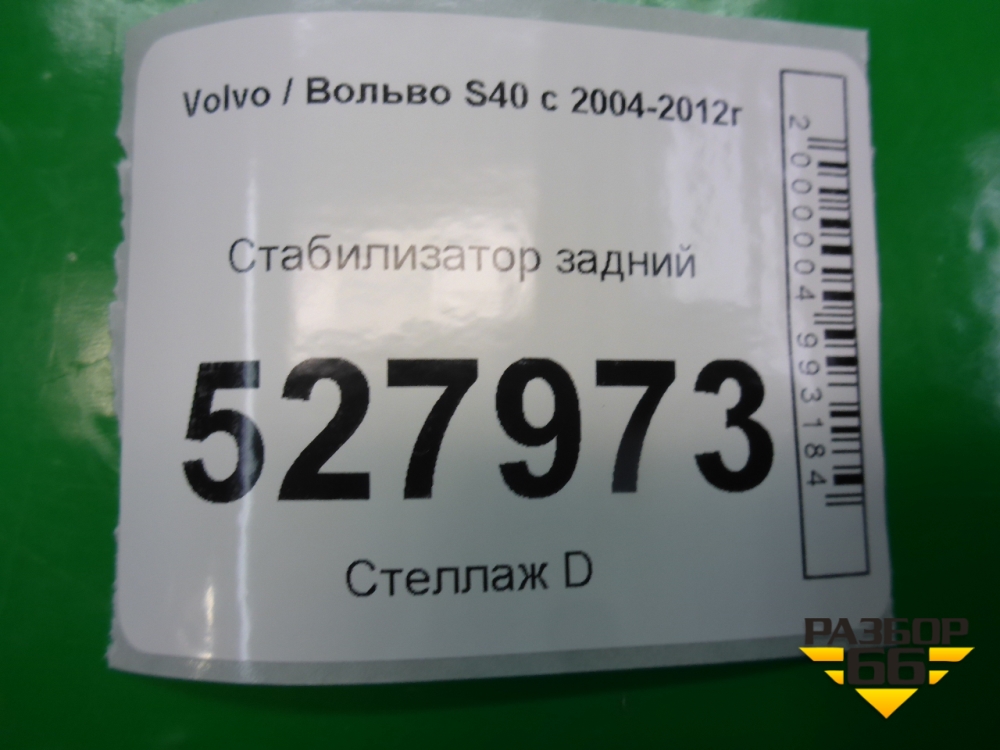 Volvo / Вольво S40 с 2004-2012г
Стабилизатор задний
527973
Стеллаж D
2 000004 993184
РАЗБОР
66